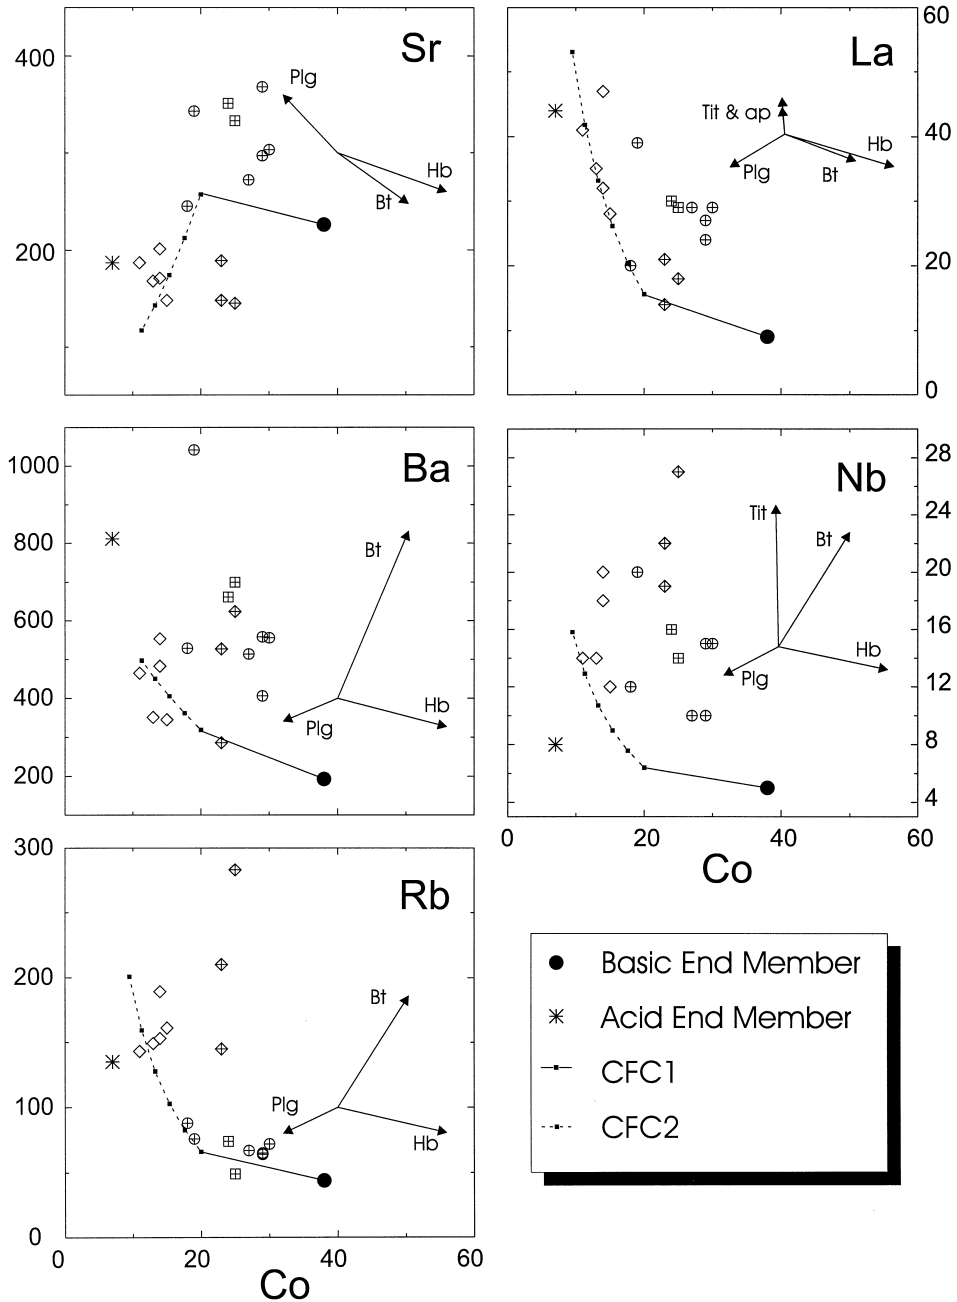 Sr
400
200
Plg
Hb
Bt
La
60
40
20
0
Tit & ap
Hb
Plg
Bt
Ba
1000
800
600
400
200
Bt
Hb
Plg
Nb
28
24
20
16
12
8
4
Tit
Bt
Hb
Plg
0 20 40 60
Co
Rb
300
200
100
0
Bt
Plg
Hb
0 20 40 60
Co
Basic End Member
Acid End Member
CFC1
CFC2